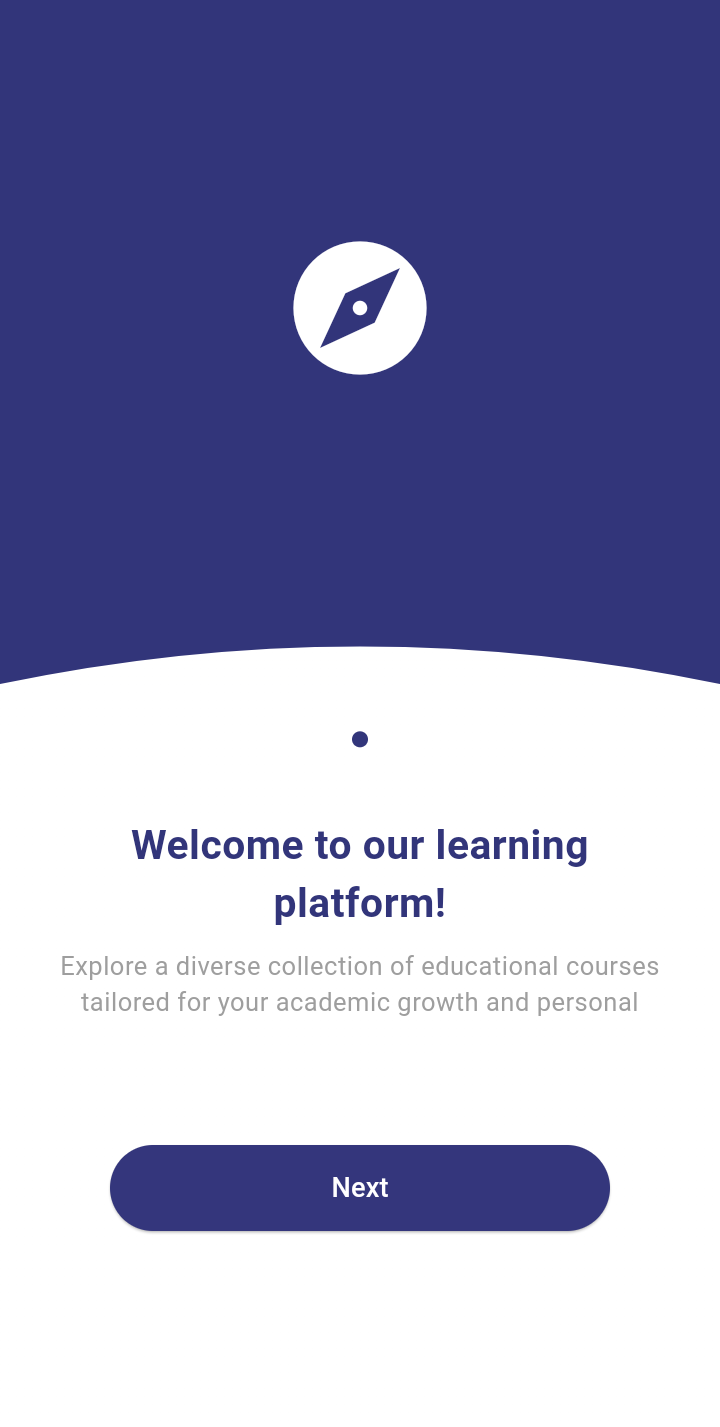 Welcome to our learning
platform!
Explore a diverse collection of educational courses
tailored for your academic growth and personal
Next